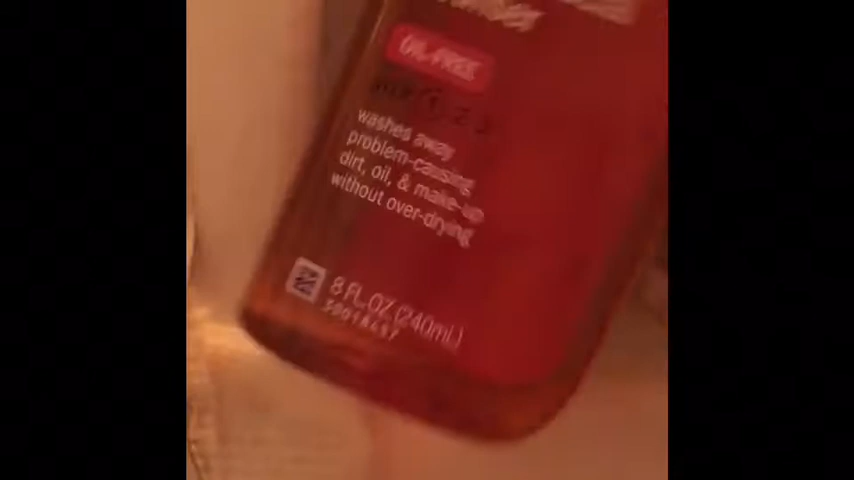 OIL-FREE
washes away
problem-causing
dirt, oil, & make-up
without over-drying
8 FL.OZ (240mL)